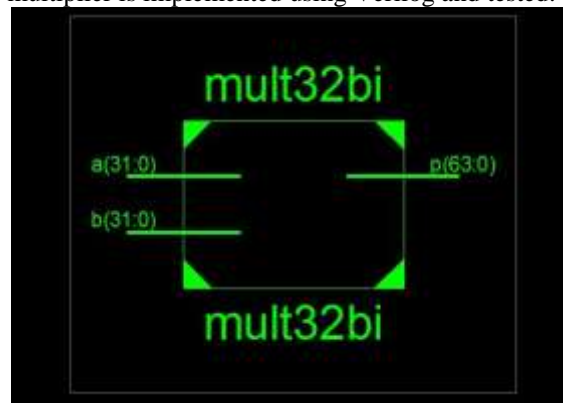 multiplier is implemented using Verilog and tested.
mult32bi
a(31:0)
p(63:0)
b(31:0)
mult32bi